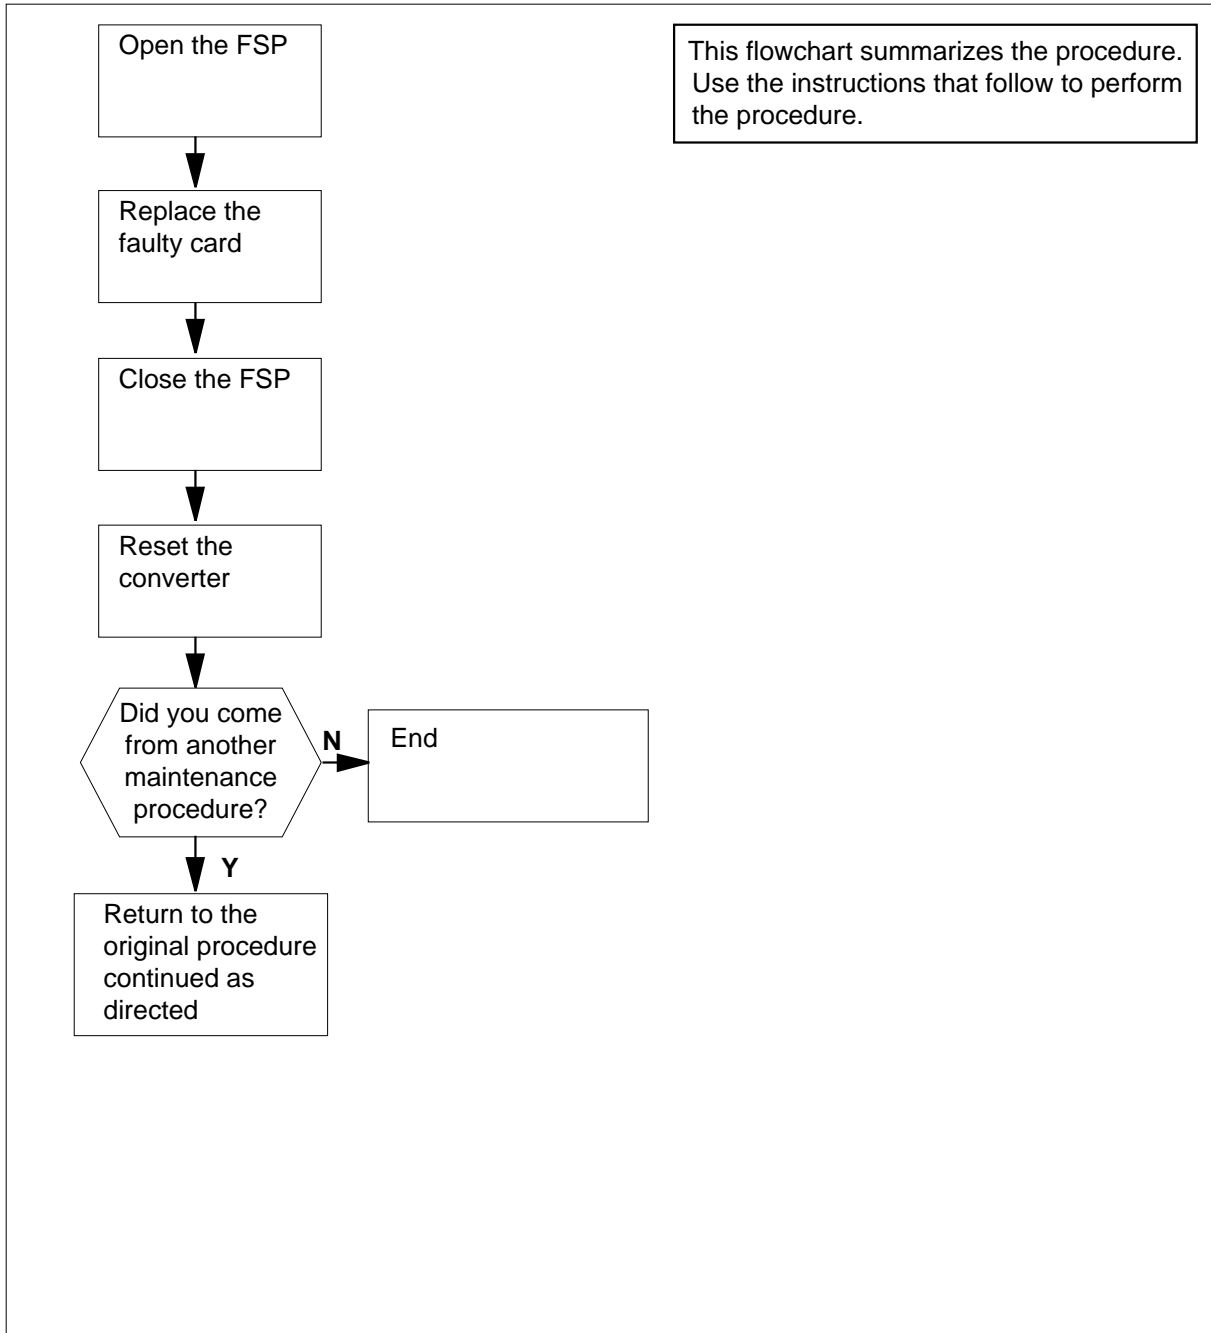 Open the FSP
This flowchart summarizes the procedure.
Use the instructions that follow to perform
the procedure.
Replace the
faulty card
Close the FSP
Reset the
converter
Did you come
from another
maintenance
procedure?
N
End
Y
Return to the
original procedure
continued as
directed